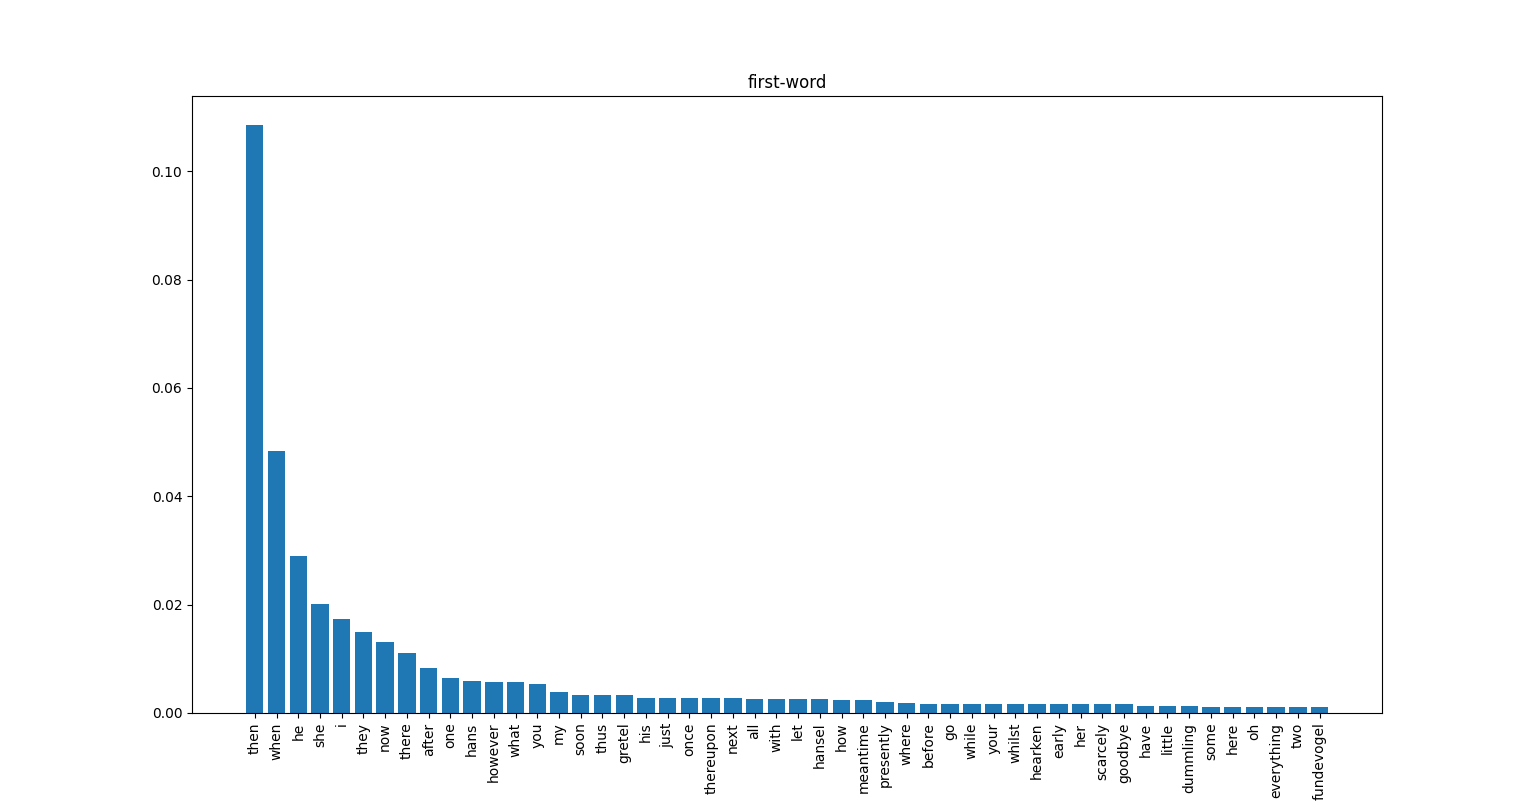 first-word
0.10
0.08
0.06
0.04
0.02
0.00
then
when
he
she
i
they
now
there
after
one
hans
however
what
you
my
soon
thus
gretel
his
just
once
thereupon
next
all
with
let
hansel
how
meantime
presently
where
before
go
while
your
whilst
hearken
early
her
scarcely
goodbye
have
little
dummling
some
here
oh
everything
two
fundevogel